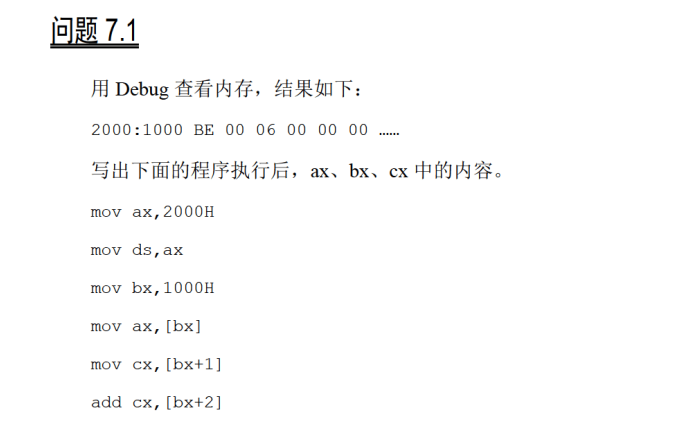 问题 7.1
用 Debug 查看内存，结果如下：
2000:1000 BE 00 06 00 00 00 ……
写出下面的程序执行后，ax、bx、cx 中的内容。
mov ax,2000H
mov ds,ax
mov bx,1000H
mov ax,[bx]
mov cx,[bx+1]
add cx,[bx+2]